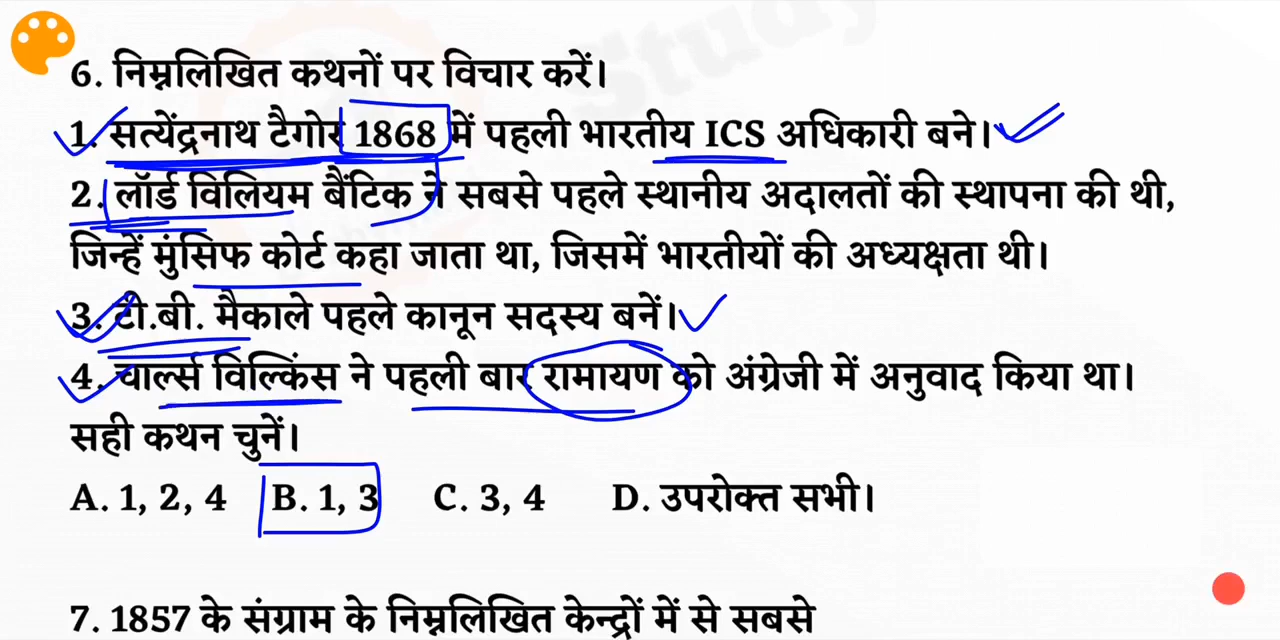 Study
6. निम्नलिखित कथनों पर विचार करें।
1. सत्येंद्रनाथ टैगोर 1868 में पहली भारतीय ICS अधिकारी बने।
2. लॉर्ड विलियम बैंटिक ने सबसे पहले स्थानीय अदालतों की स्थापना की थी,
जिन्हें मुंसिफ कोर्ट कहा जाता था, जिसमें भारतीयों की अध्यक्षता थी।
3. टी.बी. मैकाले पहले कानून सदस्य बनें।
4. चार्ल्स विल्किंस ने पहली बार रामायण को अंग्रेजी में अनुवाद किया था।
सही कथन चुनें।
A. 1, 2, 4 B. 1, 3 C. 3, 4 D. उपरोक्त सभी।
7. 1857 के संग्राम के निम्नलिखित केन्द्रों में से सबसे